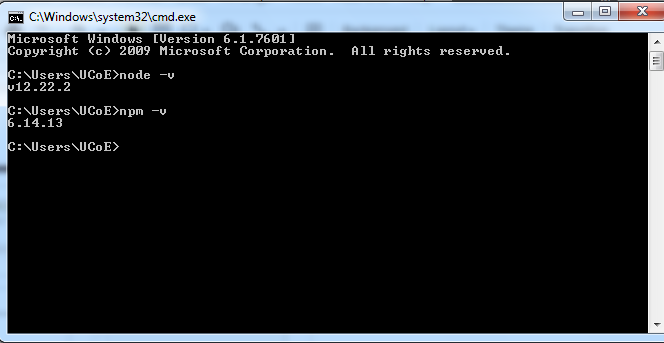 C:\Windows\system32\cmd.exe
Microsoft Windows [Version 6.1.7601]
Copyright (c) 2009 Microsoft Corporation.  All rights reserved.
C:\Users\UCoE>node -v
v12.22.2
C:\Users\UCoE>npm -v
6.14.13
C:\Users\UCoE>